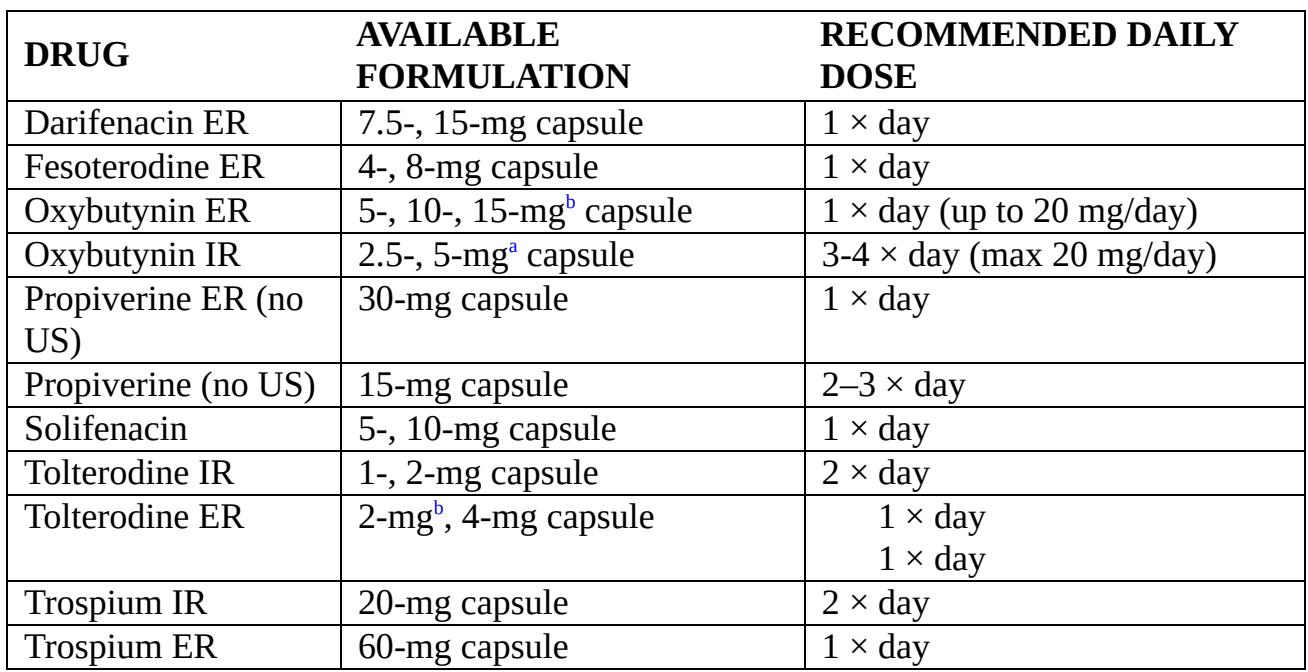 DRUG AVAILABLE FORMULATION RECOMMENDED DAILY DOSE
Darifenacin ER 7.5-, 15-mg capsule 1 × day
Fesoterodine ER 4-, 8-mg capsule 1 × day
Oxybutynin ER 5-, 10-, 15-mgb capsule 1 × day (up to 20 mg/day)
Oxybutynin IR 2.5-, 5-mga capsule 3-4 × day (max 20 mg/day)
Propiverine ER (no US) 30-mg capsule 1 × day
Propiverine (no US) 15-mg capsule 2–3 × day
Solifenacin 5-, 10-mg capsule 1 × day
Tolterodine IR 1-, 2-mg capsule 2 × day
Tolterodine ER 2-mgb, 4-mg capsule 1 × day
1 × day
Trospium IR 20-mg capsule 2 × day
Trospium ER 60-mg capsule 1 × day